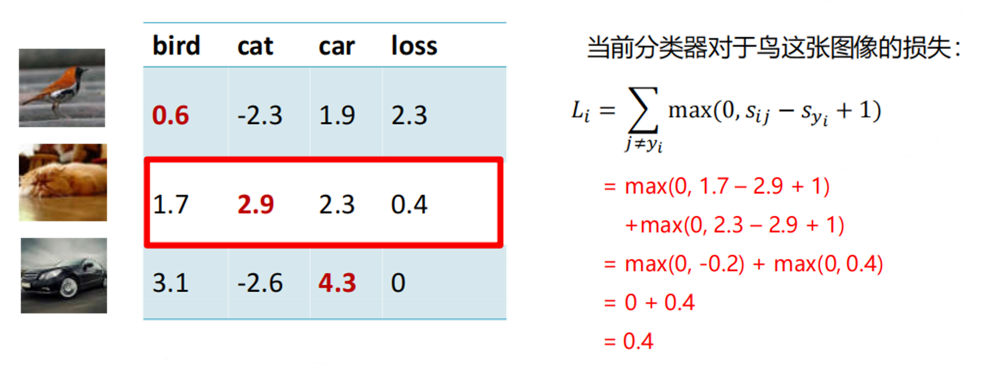 bird cat car loss
0.6 -2.3 1.9 2.3
1.7 2.9 2.3 0.4
3.1 -2.6 4.3 0
当前分类器对于鸟这张图像的损失：
L_i = ∑_{j≠y_i} max(0, s_{ij} − s_{y_i} + 1)
= max(0, 1.7 – 2.9 + 1)
+max(0, 2.3 – 2.9 + 1)
= max(0, -0.2) + max(0, 0.4)
= 0 + 0.4
= 0.4